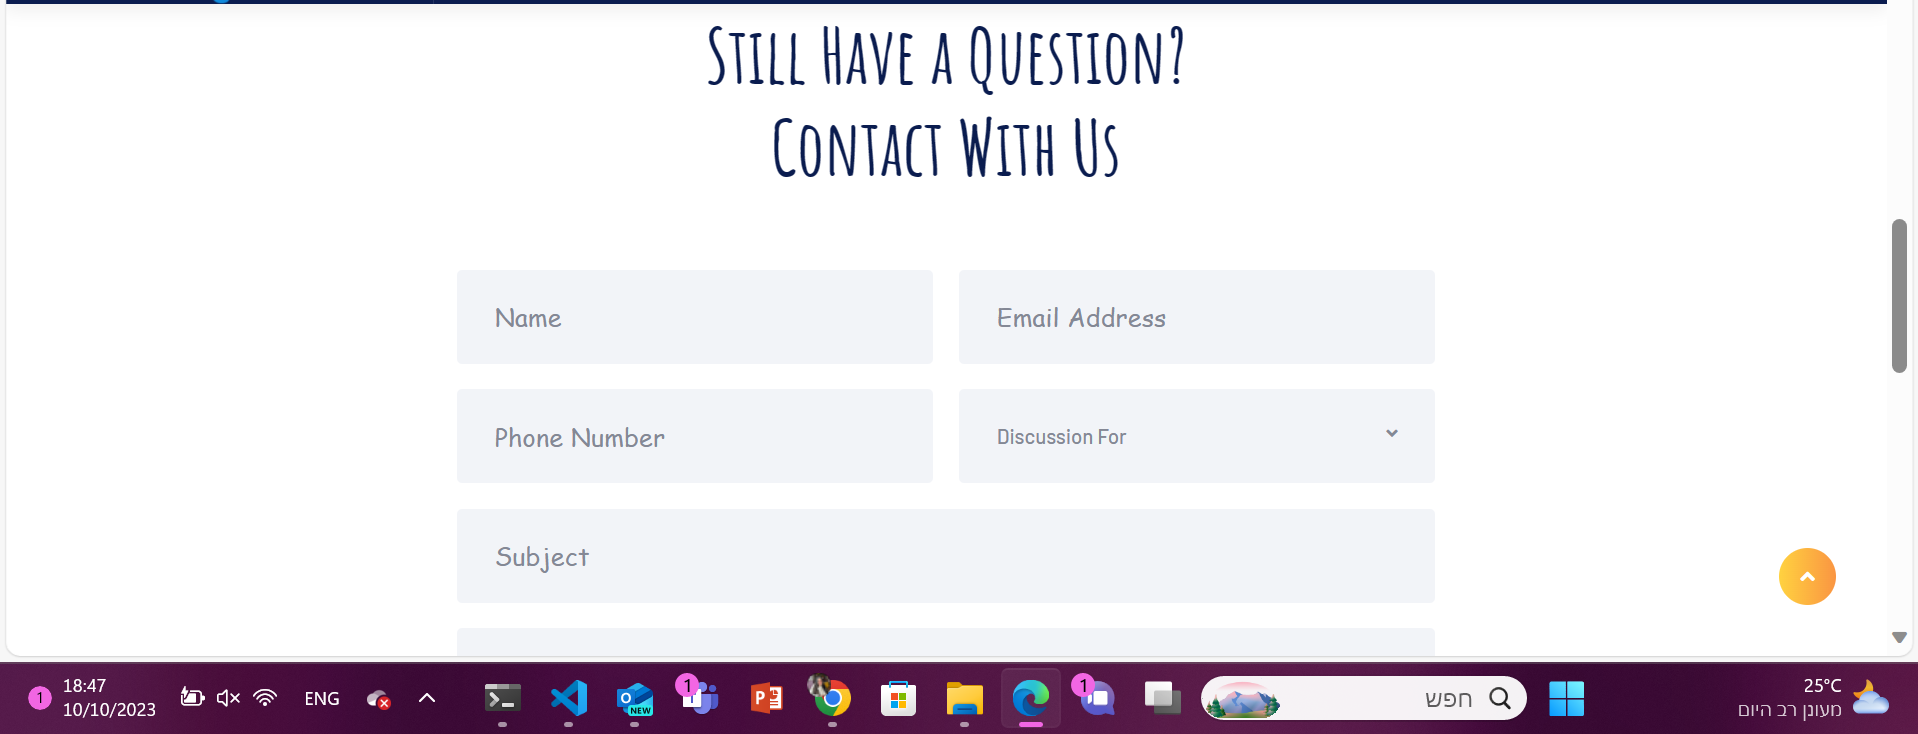 Still Have a Question?
Contact With Us
Name
Email Address
Phone Number
Discussion For
Subject
1
18:47
10/10/2023
ENG
NEW
1
1
חפש
25°C
מעונן רב היום